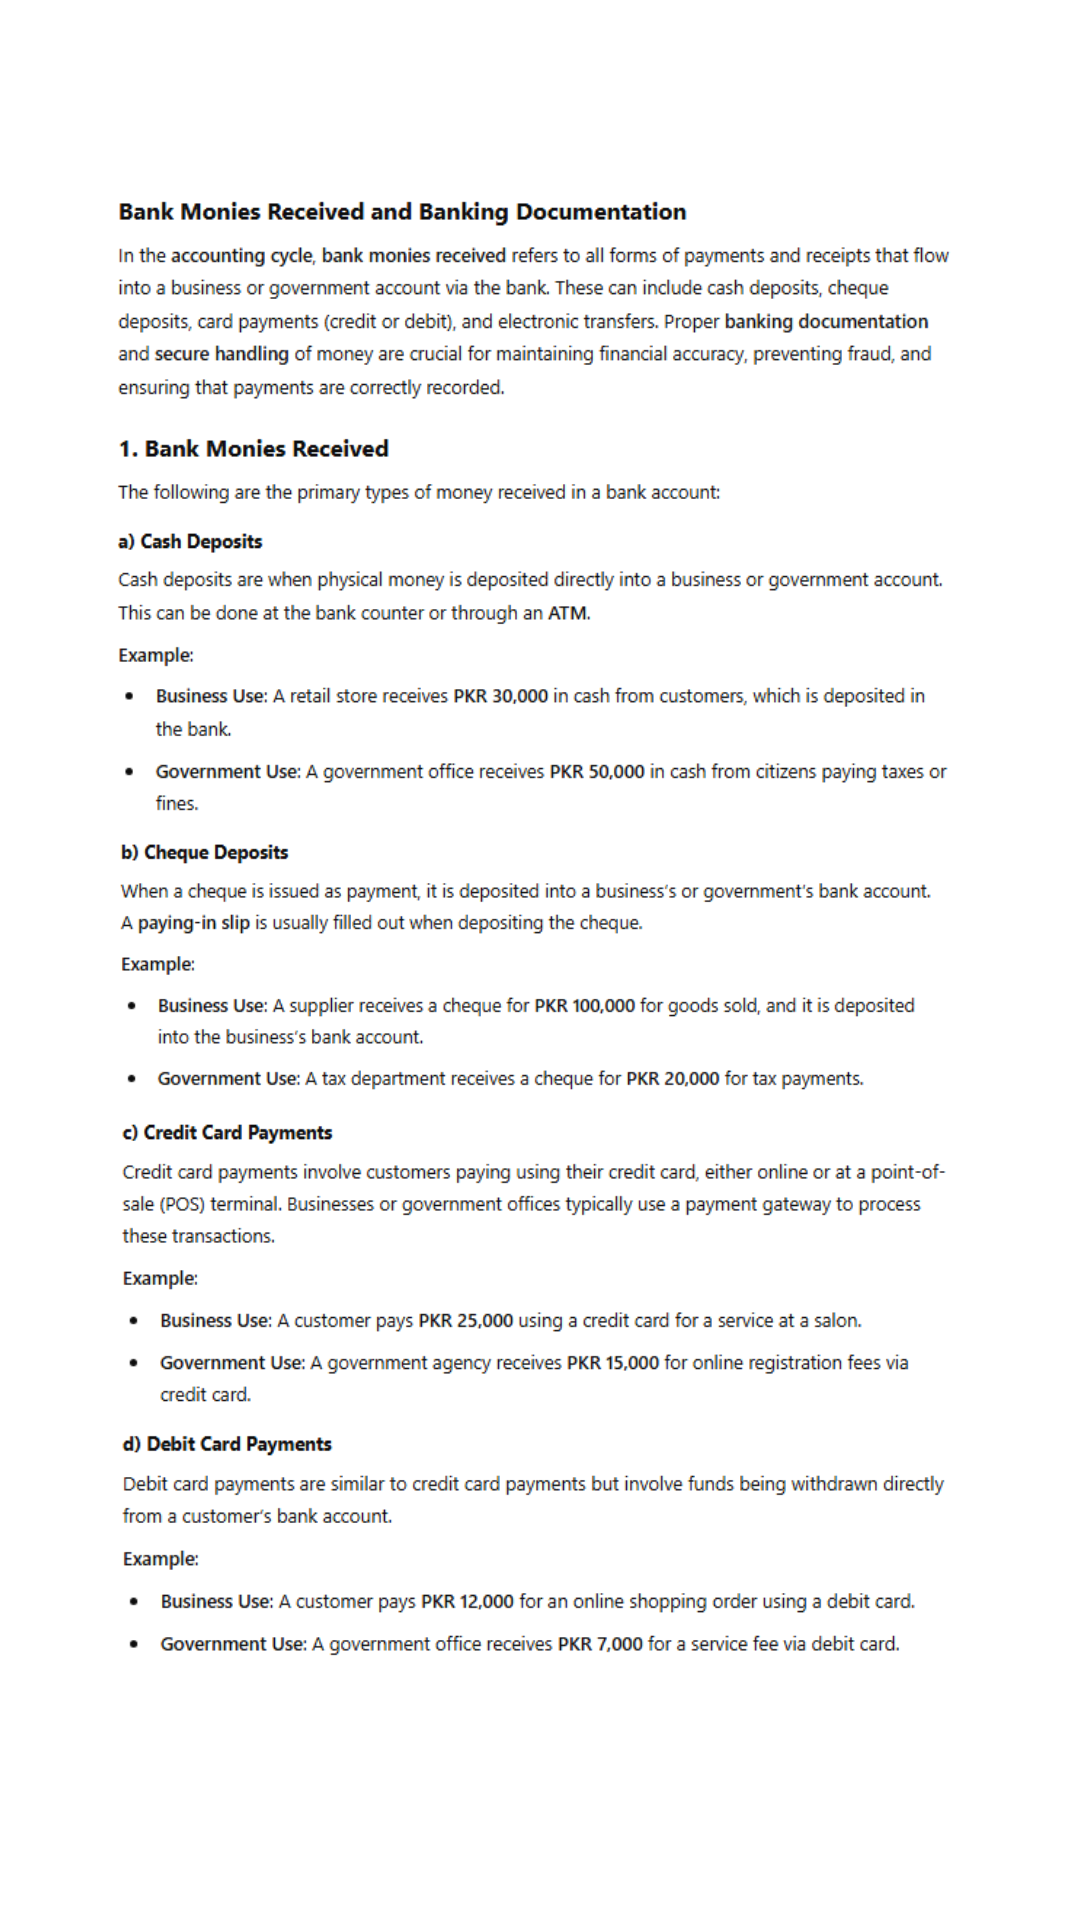 Bank Monies Received and Banking Documentation
In the accounting cycle, bank monies received refers to all forms of payments and receipts that flow
into a business or government account via the bank. These can include cash deposits, cheque
deposits, card payments (credit or debit), and electronic transfers. Proper banking documentation
and secure handling of money are crucial for maintaining financial accuracy, preventing fraud, and
ensuring that payments are correctly recorded.
1. Bank Monies Received
The following are the primary types of money received in a bank account:
a) Cash Deposits
Cash deposits are when physical money is deposited directly into a business or government account.
This can be done at the bank counter or through an ATM.
Example:
• Business Use: A retail store receives PKR 30,000 in cash from customers, which is deposited in
the bank.
• Government Use: A government office receives PKR 50,000 in cash from citizens paying taxes or
fines.
b) Cheque Deposits
When a cheque is issued as payment, it is deposited into a business's or government's bank account.
A paying-in slip is usually filled out when depositing the cheque.
Example:
• Business Use: A supplier receives a cheque for PKR 100,000 for goods sold, and it is deposited
into the business's bank account.
• Government Use: A tax department receives a cheque for PKR 20,000 for tax payments.
c) Credit Card Payments
Credit card payments involve customers paying using their credit card, either online or at a point-of-
sale (POS) terminal. Businesses or government offices typically use a payment gateway to process
these transactions.
Example:
• Business Use: A customer pays PKR 25,000 using a credit card for a service at a salon.
• Government Use: A government agency receives PKR 15,000 for online registration fees via
credit card.
d) Debit Card Payments
Debit card payments are similar to credit card payments but involve funds being withdrawn directly
from a customer's bank account.
Example:
• Business Use: A customer pays PKR 12,000 for an online shopping order using a debit card.
• Government Use: A government office receives PKR 7,000 for a service fee via debit card.